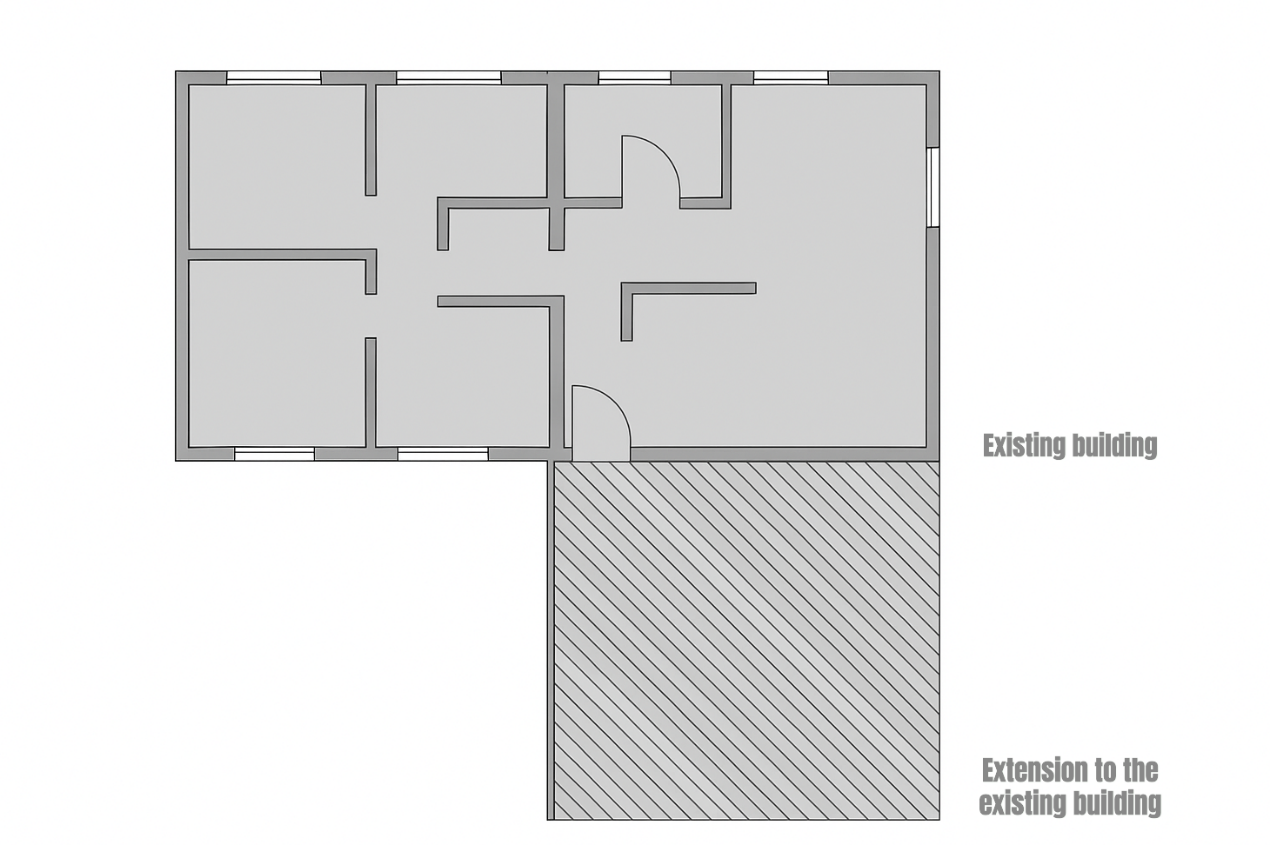 Existing building
Extension to the
existing building